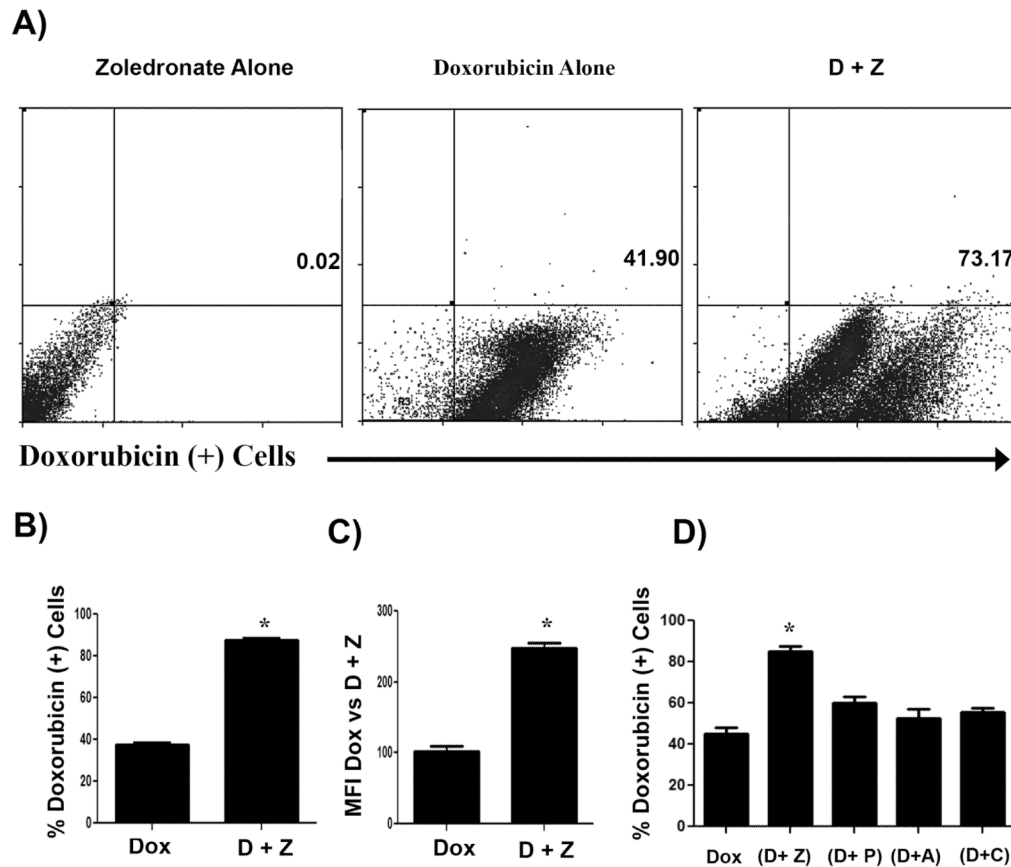 A)
Zoledronate Alone Doxorubicin Alone D + Z
0.02 41.90 73.17
R3
Doxorubicin (+) Cells
B) C) D)
% Doxorubicin (+) Cells
100
80
60
40
20
0
*
Dox D + Z
MFI Dox vs D + Z
300
200
100
0
*
Dox D + Z
% Doxorubicin (+) Cells
100
80
60
40
20
0
*
Dox (D+ Z) (D+ P) (D+A) (D+C)